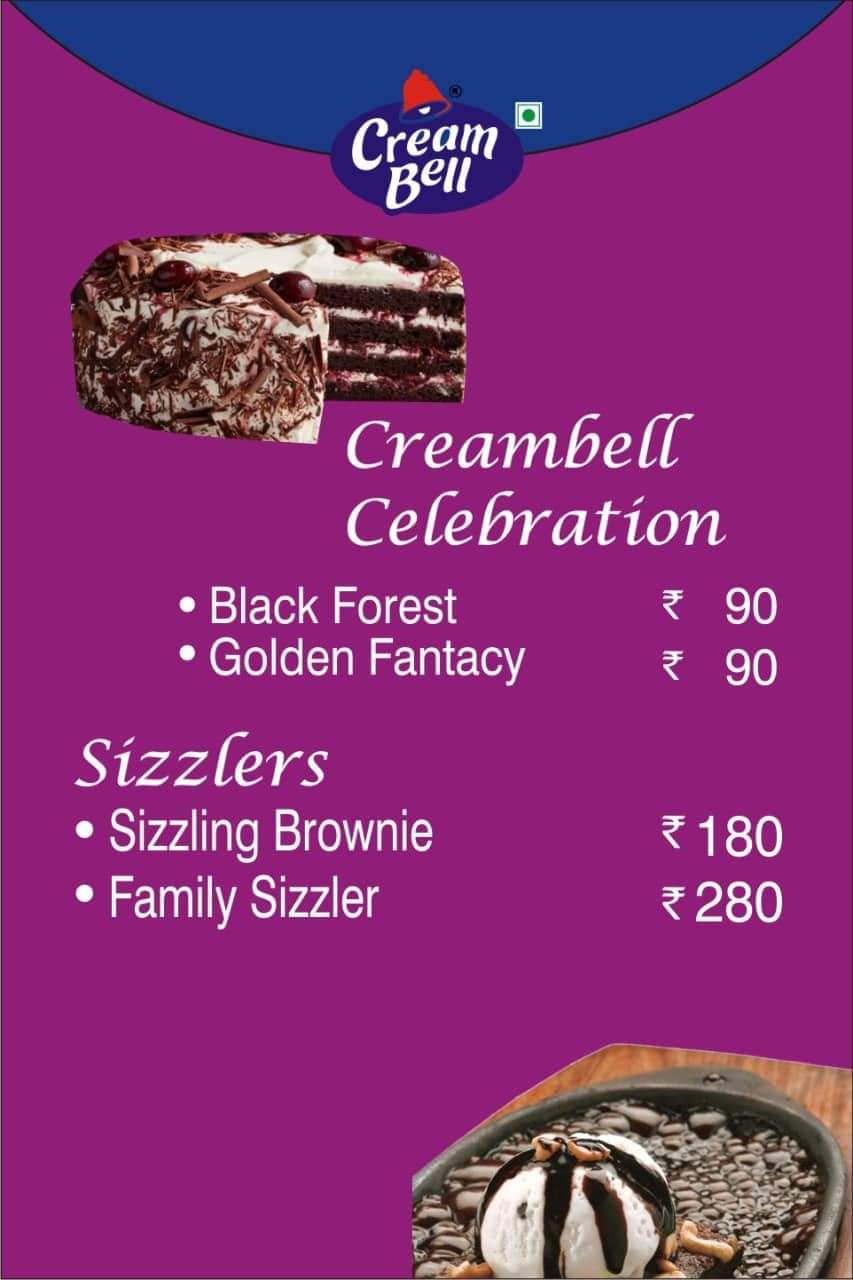 Cream
Bell
®
Creambell
Celebration
• Black Forest ₹ 90
• Golden Fantacy ₹ 90
Sizzlers
• Sizzling Brownie ₹ 180
• Family Sizzler ₹ 280